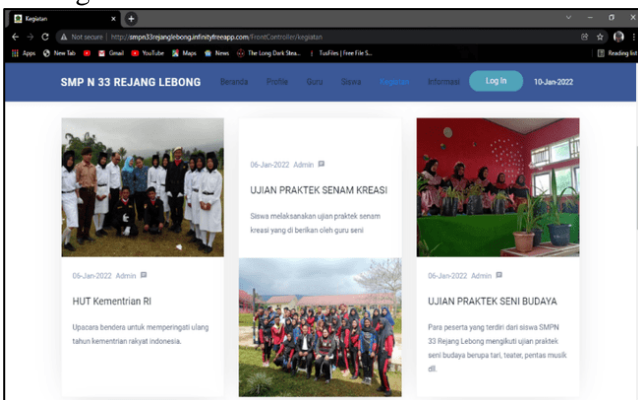 Kegiatan
Not secure | http://smpn33rejanglebong.infinityfreeapp.com/FrontController/kegiatan
Apps New Tab Gmail YouTube Maps News The Long Dark Stea... TusFiles | Free File S... Reading list
SMP N 33 REJANG LEBONG Beranda Profile Guru Siswa Kegiatan Informasi Log In 10-Jan-2022
06-Jan-2022 Admin
HUT Kementrian RI
Upacara bendera untuk memperingati ulang
tahun kementrian rakyat indonesia.
06-Jan-2022 Admin
UJIAN PRAKTEK SENAM KREASI
Siswa melaksanakan ujian praktek senam
kreasi yang di berikan oleh guru seni
06-Jan-2022 Admin
UJIAN PRAKTEK SENI BUDAYA
Para peserta yang terdiri dari siswa SMPN
33 Rejang Lebong mengikuti ujian praktek
seni budaya berupa tari, teater, pentas musik
dll.